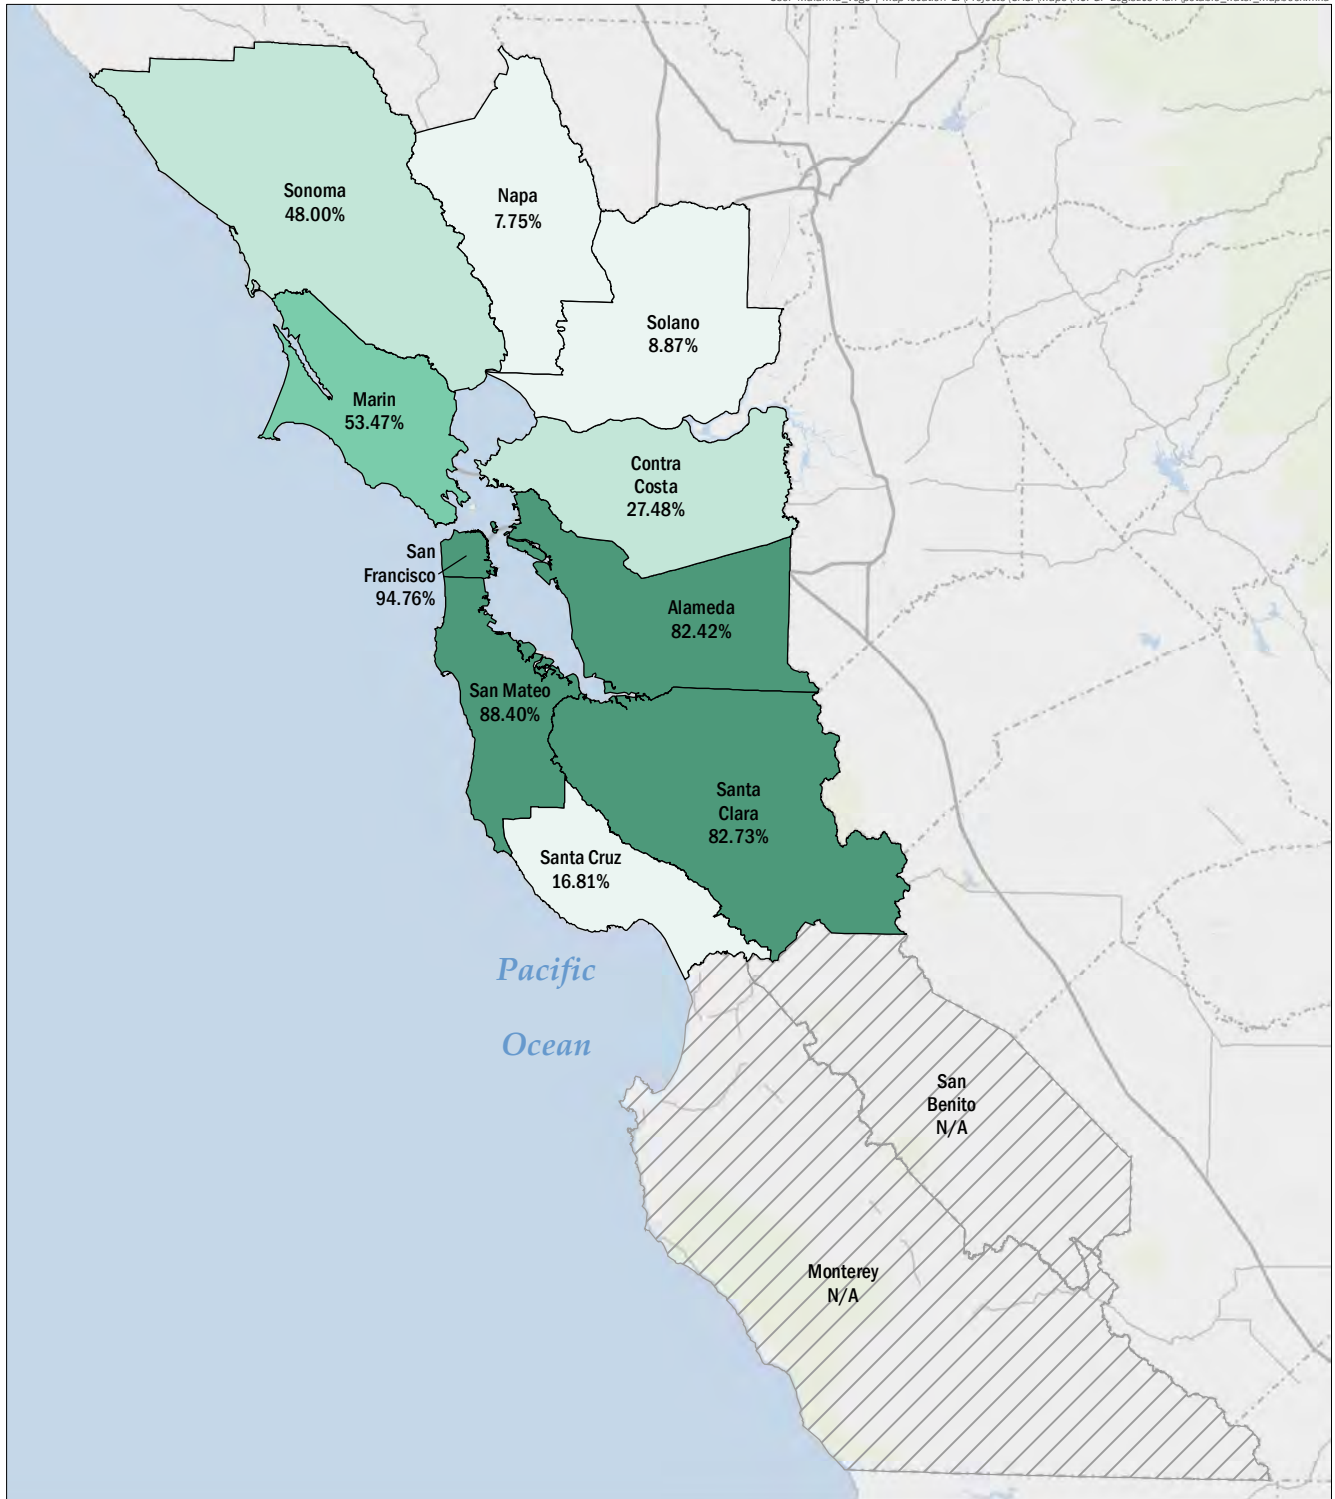 Sonoma
48.00%
Napa
7.75%
Solano
8.87%
Marin
53.47%
Contra
Costa
27.48%
San
Francisco
94.76%
Alameda
82.42%
San Mateo
88.40%
Santa
Clara
82.73%
Santa Cruz
16.81%
Pacific
Ocean
San
Benito
N/A
Monterey
N/A